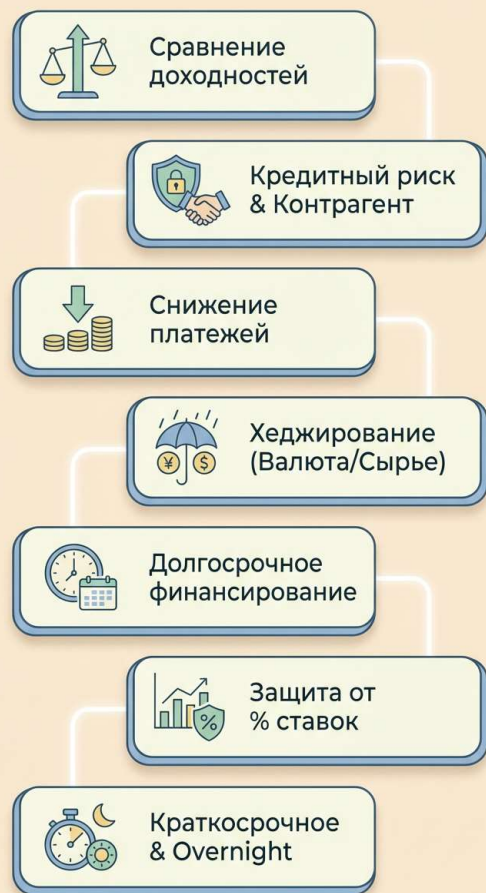 Сравнение
доходностей
Кредитный риск
& Контрагент
Снижение
платежей
¥ $
Хеджирование
(Валюта/Сырье)
Долгосрочное
финансирование
%
Защита от
% ставок
Краткосрочное
& Overnight